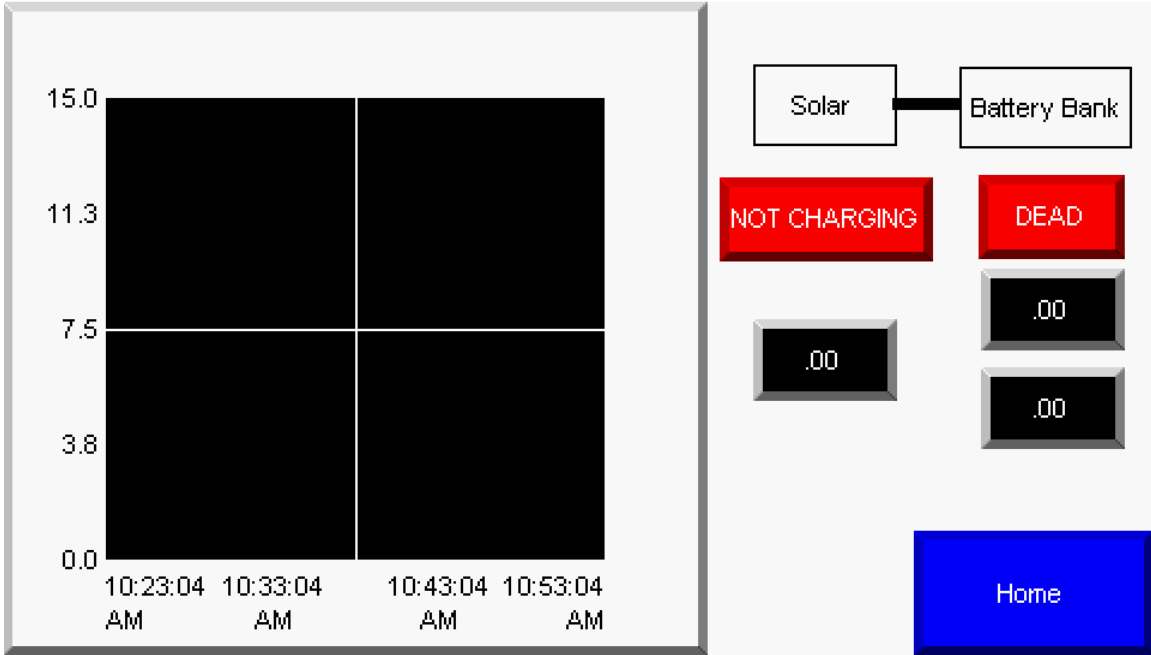 15.0
11.3
7.5
3.8
0.0
10:23:04 AM
10:33:04 AM
10:43:04 AM
10:53:04 AM
Solar
Battery Bank
NOT CHARGING
DEAD
.00
.00
.00
Home